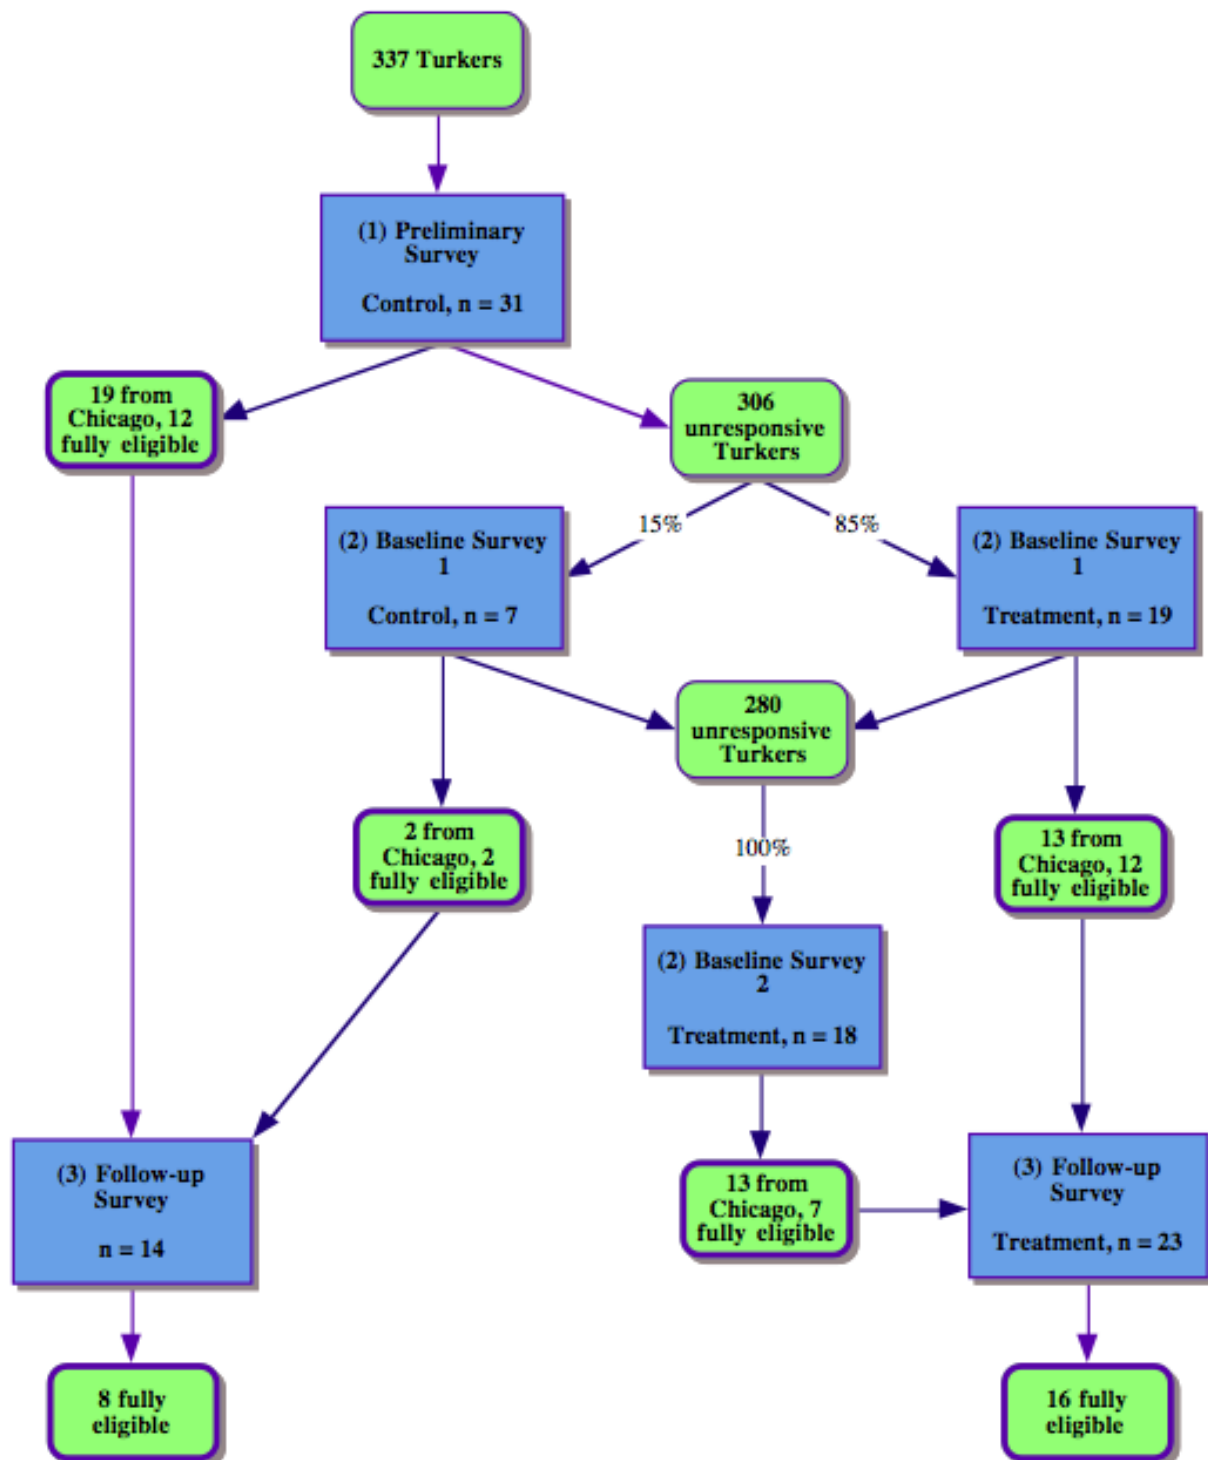 337 Turkers
(1) Preliminary
Survey
Control, n = 31
19 from
Chicago, 12
fully eligible
306
unresponsive
Turkers
15%
85%
(2) Baseline Survey
1
Control, n = 7
(2) Baseline Survey
1
Treatment, n = 19
280
unresponsive
Turkers
2 from
Chicago, 2
fully eligible
100%
13 from
Chicago, 12
fully eligible
(2) Baseline Survey
2
Treatment, n = 18
(3) Follow-up
Survey
n = 14
13 from
Chicago, 7
fully eligible
(3) Follow-up
Survey
Treatment, n = 23
8 fully
eligible
16 fully
eligible